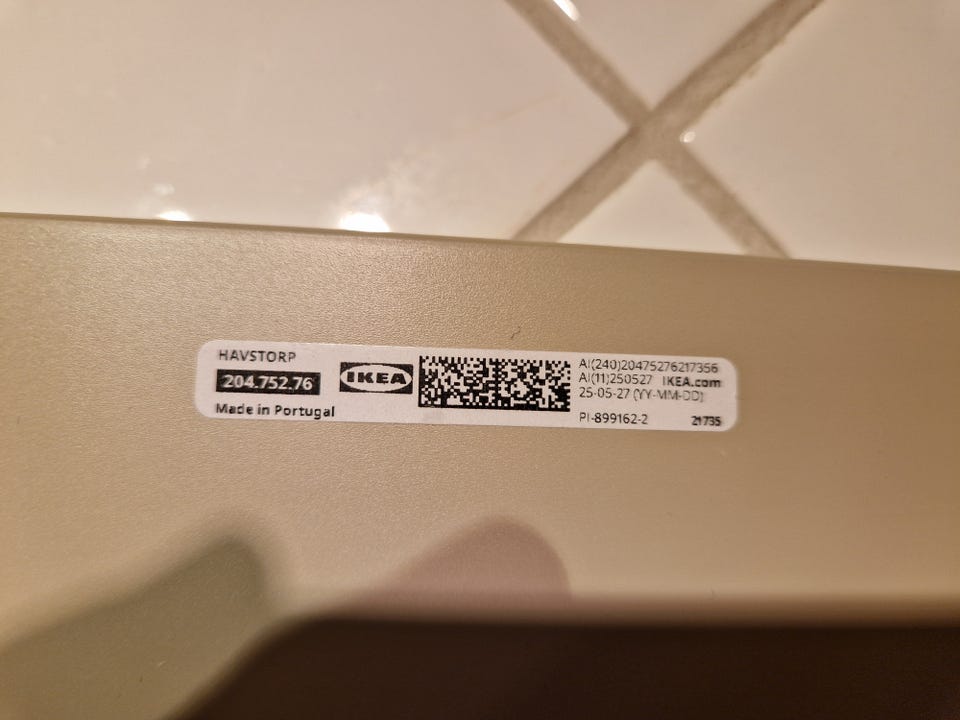 HAVSTORP
204.752.76
Made in Portugal
IKEA
AI(240)20475276217356
AI(11)250527 IKEA.com
25-05-27 (YY-MM-DD)
PI-899162-2 21735